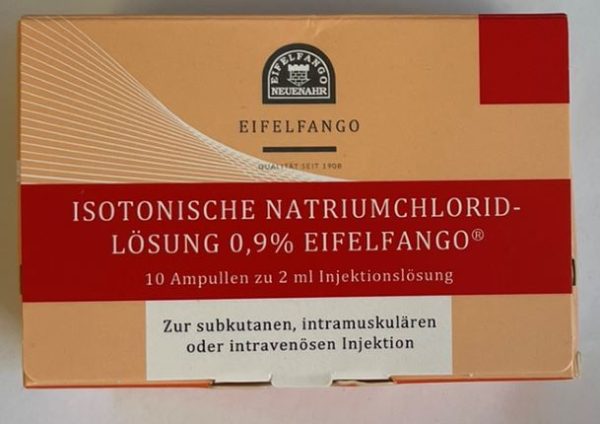 EIFELFANGO
NEUENAHR
EIFELFANGO
QUALITÄT SEIT 1908
ISOTONISCHE NATRIUMCHLORID-
LÖSUNG 0,9% EIFELFANGO®
10 Ampullen zu 2 ml Injektionslösung
Zur subkutanen, intramuskulären
oder intravenösen Injektion